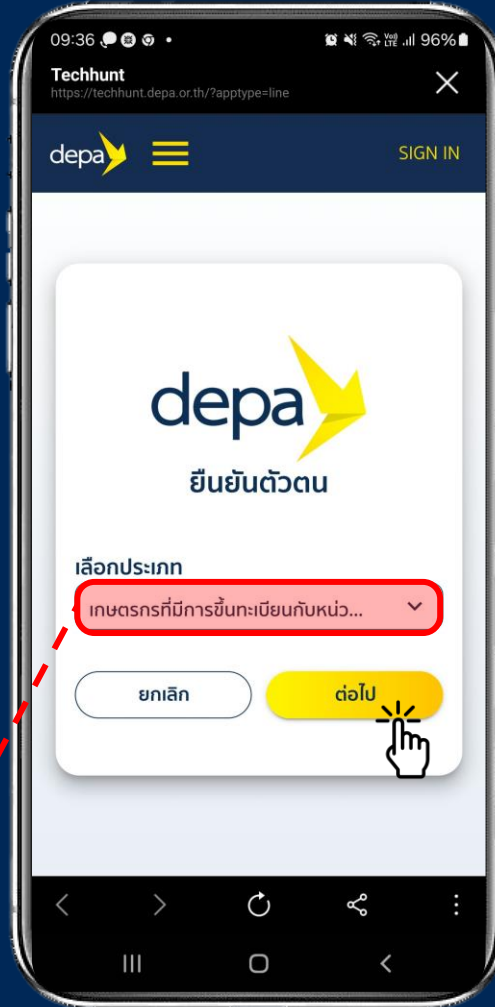 09:36
96%
Techhunt
https://techhunt.depa.or.th/?apptype=line
depa
SIGN IN
depa
ยืนยันตัวตน
เลือกประเภท
เกษตรกรที่มีการขึ้นทะเบียนกับหน่ว...
ยกเลิก
ต่อไป